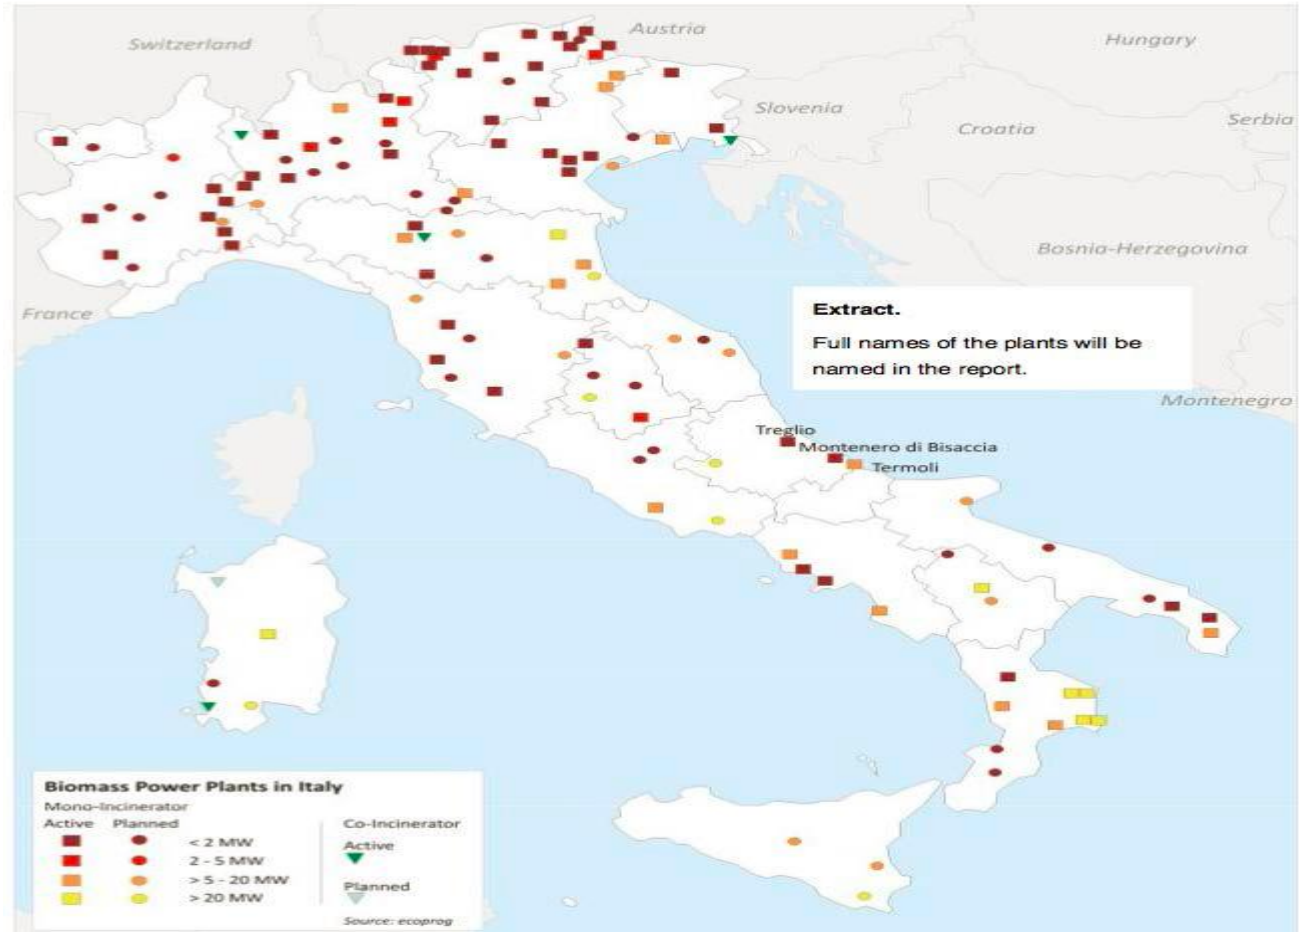 Switzerland
Austria
Hungary
Slovenia
Croatia
Serbia
Bosnia-Herzegovina
France
Extract.
Full names of the plants will be
named in the report.
Montenegro
Treglio
Montenero di Bisaccia
Termoli
Biomass Power Plants in Italy
Mono-Incinerator
Active Planned
< 2 MW
2 - 5 MW
> 5 - 20 MW
> 20 MW
Co-Incinerator
Active
Planned
Source: ecoprog